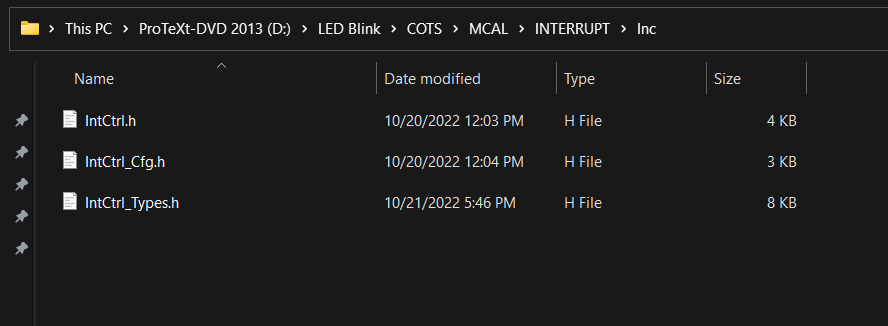 This PC > ProTeXt-DVD 2013 (D:) > LED Blink > COTS > MCAL > INTERRUPT > Inc
Name Date modified Type Size
IntCtrl.h 10/20/2022 12:03 PM H File 4 KB
IntCtrl_Cfg.h 10/20/2022 12:04 PM H File 3 KB
IntCtrl_Types.h 10/21/2022 5:46 PM H File 8 KB